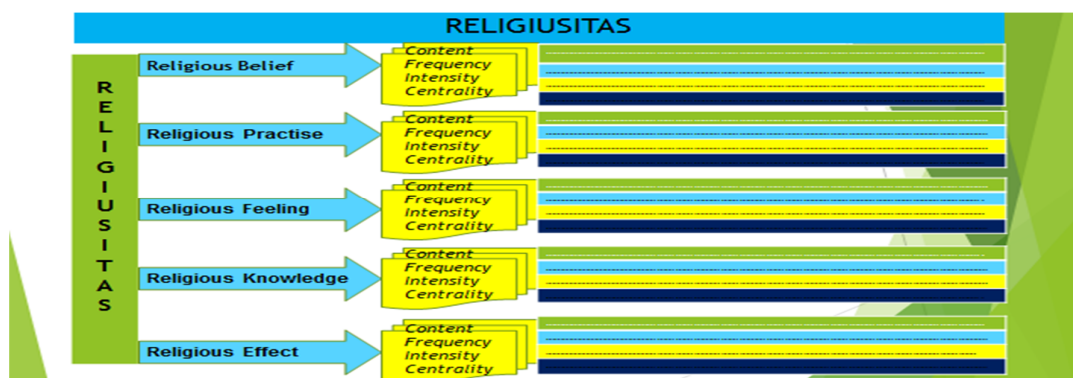 RELIGIUSITAS
RELIGIUSITAS
Religious Belief
Content
Frequency
Intensity
Centrality
Religious Practise
Content
Frequency
Intensity
Centrality
Religious Feeling
Content
Frequency
Intensity
Centrality
Religious Knowledge
Content
Frequency
Intensity
Centrality
Religious Effect
Content
Frequency
Intensity
Centrality